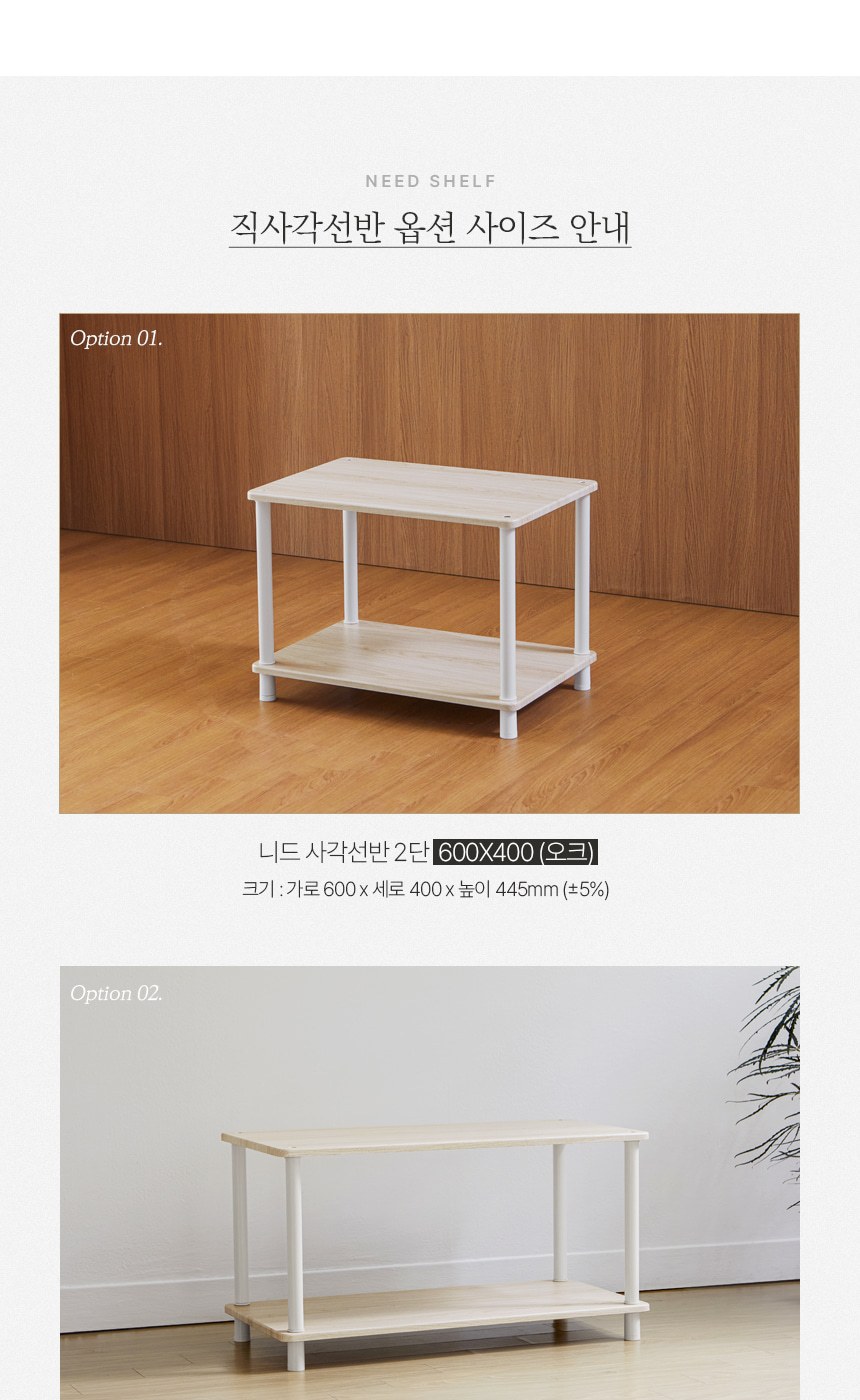 NEED SHELF
직사각선반 옵션 사이즈 안내
Option 01.
니드 사각선반 2단 600X400 (오크)
크기 : 가로 600 x 세로 400 x 높이 445mm (±5%)
Option 02.